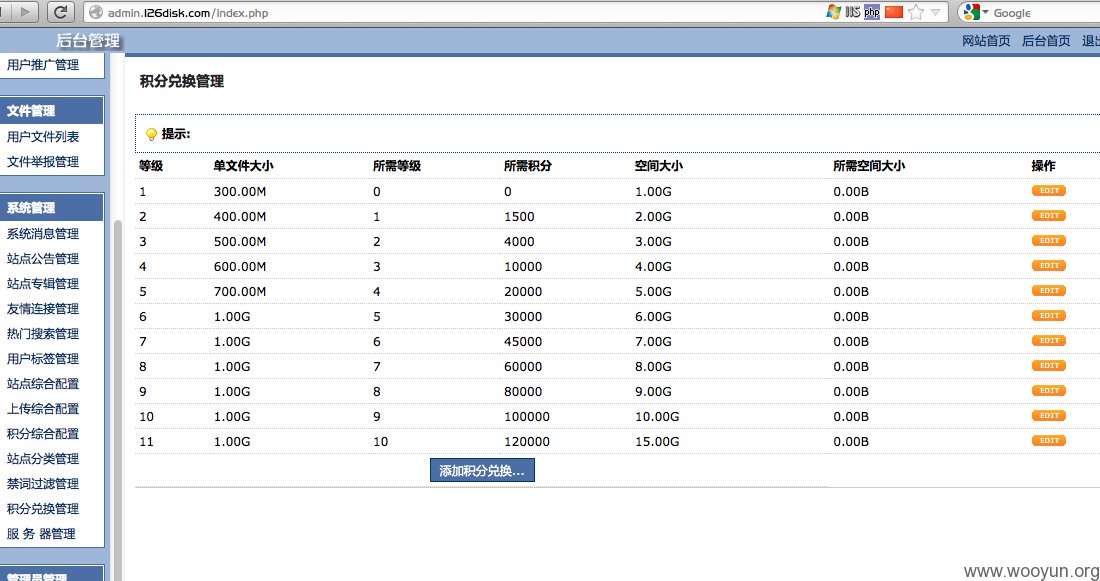 admin.126disk.com/index.php
IIS php
Google
后台管理
网站首页 后台首页
用户推广管理
文件管理
用户文件列表
文件举报管理
系统管理
系统消息管理
站点公告管理
站点专辑管理
友情连接管理
热门搜索管理
用户标签管理
站点综合配置
上传综合配置
积分综合配置
站点分类管理
禁词过滤管理
积分兑换管理
服 务 器管理
管理员管理
积分兑换管理
提示:
等级 单文件大小 所需等级 所需积分 空间大小 所需空间大小 操作
1 300.00M 0 0 1.00G 0.00B EDIT
2 400.00M 1 1500 2.00G 0.00B EDIT
3 500.00M 2 4000 3.00G 0.00B EDIT
4 600.00M 3 10000 4.00G 0.00B EDIT
5 700.00M 4 20000 5.00G 0.00B EDIT
6 1.00G 5 30000 6.00G 0.00B EDIT
7 1.00G 6 45000 7.00G 0.00B EDIT
8 1.00G 7 60000 8.00G 0.00B EDIT
9 1.00G 8 80000 9.00G 0.00B EDIT
10 1.00G 9 100000 10.00G 0.00B EDIT
11 1.00G 10 120000 15.00G 0.00B EDIT
添加积分兑换...
www.wooyun.org